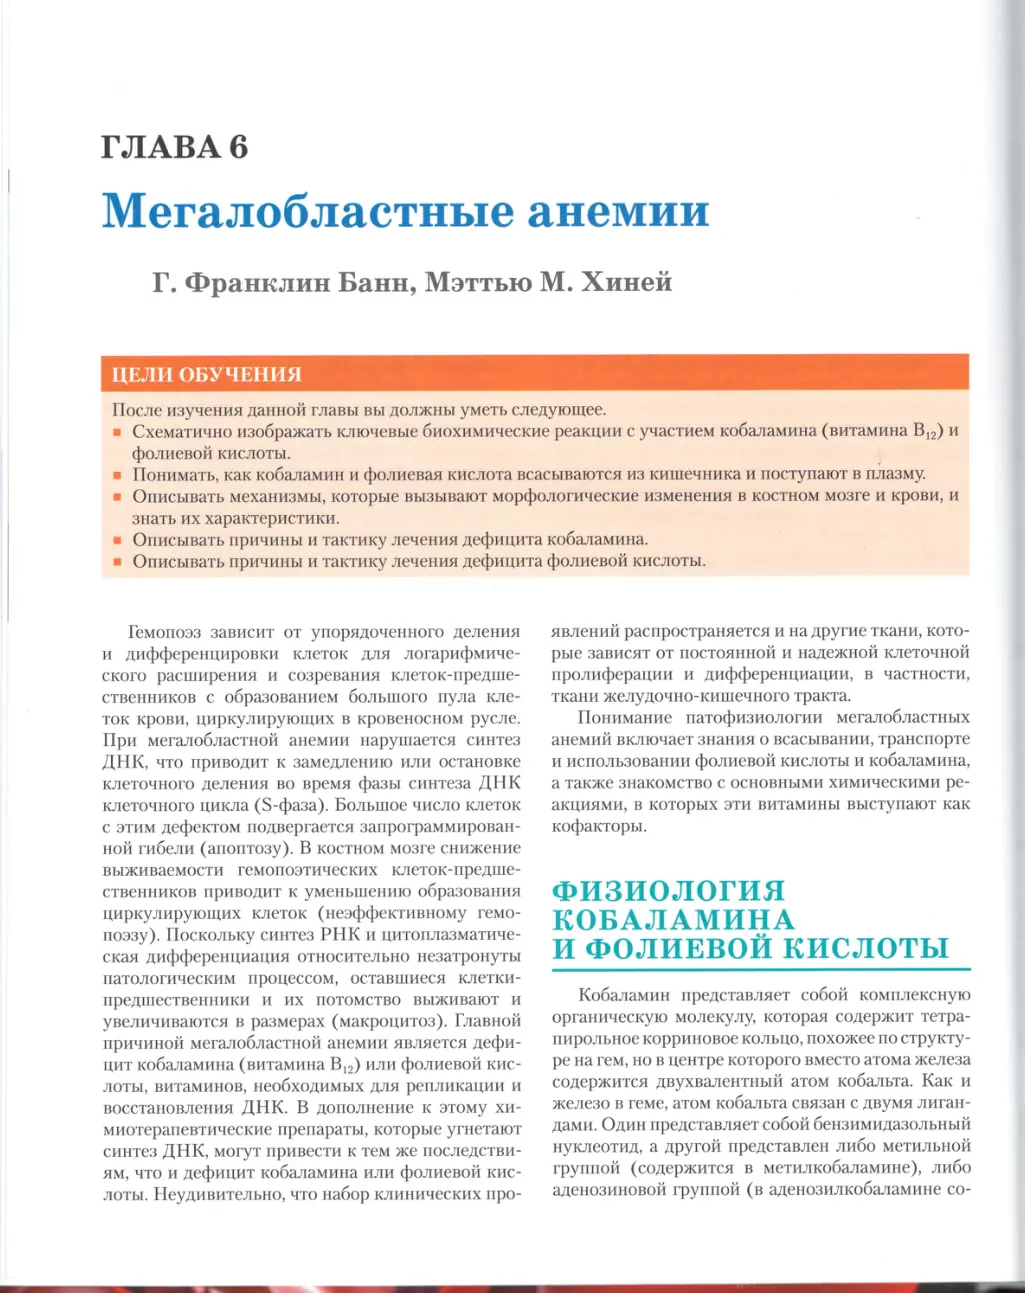 ГЛАВА 6
Мегалобластные анемии
Г. Франклин Банн, Мэттью М. Хиней
ЦЕЛИ ОБУЧЕНИЯ
После изучения данной главы вы должны уметь следующее.
▪ Схематично изображать ключевые биохимические реакции с участием кобаламина (витамина B₁₂) и
фолиевой кислоты.
▪ Понимать, как кобаламин и фолиевая кислота всасываются из кишечника и поступают в плазму.
▪ Описывать механизмы, которые вызывают морфологические изменения в костном мозге и крови, и
знать их характеристики.
▪ Описывать причины и тактику лечения дефицита кобаламина.
▪ Описывать причины и тактику лечения дефицита фолиевой кислоты.
Гемопоэз зависит от упорядоченного деления
и дифференцировки клеток для логарифмиче-
ского расширения и созревания клеток-предше-
ственников с образованием большого пула кле-
ток крови, циркулирующих в кровеносном русле.
При мегалобластной анемии нарушается синтез
ДНК, что приводит к замедлению или остановке
клеточного деления во время фазы синтеза ДНК
клеточного цикла (S-фаза). Большое число клеток
с этим дефектом подвергается запрограммирован-
ной гибели (апоптозу). В костном мозге снижение
выживаемости гемопоэтических клеток-предше-
ственников приводит к уменьшению образования
циркулирующих клеток (неэффективному гемо-
поэзу). Поскольку синтез РНК и цитоплазматиче-
ская дифференциация относительно незатронуты
патологическим процессом, оставшиеся клетки-
предшественники и их потомство выживают и
увеличиваются в размерах (макроцитоз). Главной
причиной мегалобластной анемии является дефи-
цит кобаламина (витамина B₁₂) или фолиевой кис-
лоты, витаминов, необходимых для репликации и
восстановления ДНК. В дополнение к этому хи-
миотерапевтические препараты, которые угнетают
синтез ДНК, могут привести к тем же последстви-
ям, что и дефицит кобаламина или фолиевой кис-
лоты. Неудивительно, что набор клинических про-
явлений распространяется и на другие ткани, кото-
рые зависят от постоянной и надежной клеточной
пролиферации и дифференциации, в частности,
ткани желудочно-кишечного тракта.
Понимание патофизиологии мегалобластных
анемий включает знания о всасывании, транспорте
и использовании фолиевой кислоты и кобаламина,
а также знакомство с основными химическими ре-
акциями, в которых эти витамины выступают как
кофакторы.
ФИЗИОЛОГИЯ
КОБАЛАМИНА
И ФОЛИЕВОЙ КИСЛОТЫ
Кобаламин представляет собой комплексную
органическую молекулу, которая содержит тетра-
пирольное корриновое кольцо, похожее по структу-
ре на гем, но в центре которого вместо атома железа
содержится двухвалентный атом кобальта. Как и
железо в геме, атом кобальта связан с двумя лиган-
дами. Один представляет собой бензимидазольный
нуклеотид, а другой представлен либо метильной
группой (содержится в метилкобаламине), либо
аденозиновой группой (в аденозилкобаламине со-